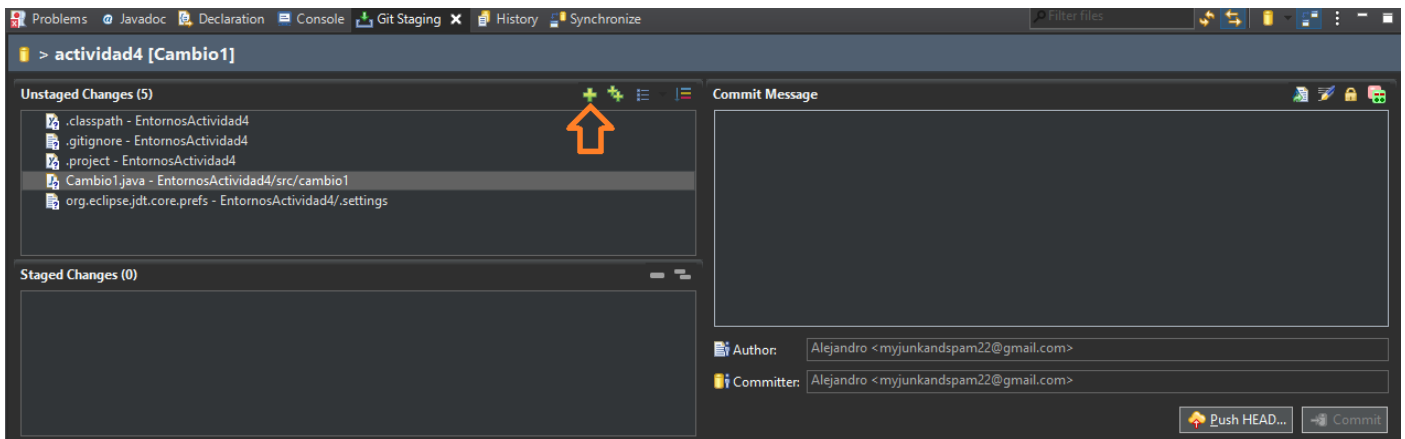 Problems Javadoc Declaration Console Git Staging History Synchronize Filter files
> actividad4 [Cambio1]
Unstaged Changes (5)
.classpath - EntornosActividad4
.gitignore - EntornosActividad4
.project - EntornosActividad4
Cambio1.java - EntornosActividad4/src/cambio1
org.eclipse.jdt.core.prefs - EntornosActividad4/.settings
Staged Changes (0)
Commit Message
Author: Alejandro <myjunkandspam22@gmail.com>
Committer: Alejandro <myjunkandspam22@gmail.com>
Push HEAD... Commit